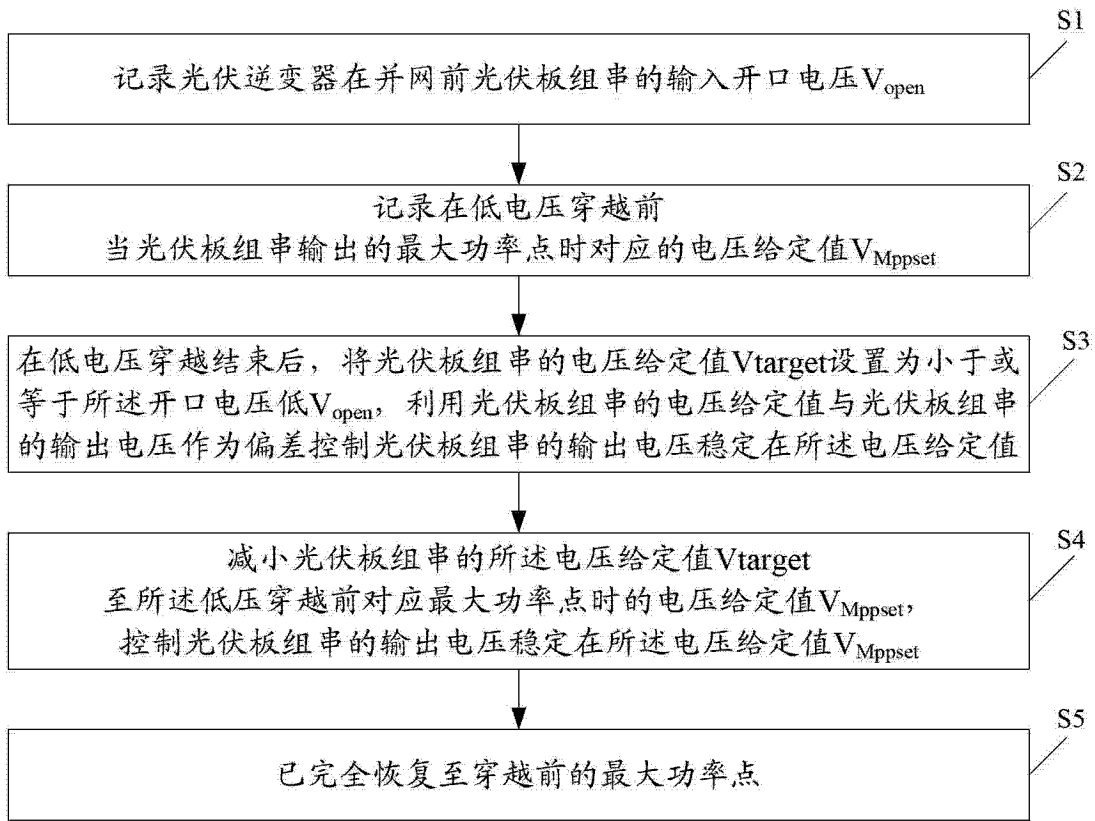 S1
记录光伏逆变器在并网前光伏板组串的输入开口电压Vopen
S2
记录在低电压穿越前
当光伏板组串输出的最大功率点时对应的电压给定值VMppset
S3
在低电压穿越结束后，将光伏板组串的电压给定值Vtarget设置为小于或
等于所述开口电压低Vopen，利用光伏板组串的电压给定值与光伏板组串
的输出电压作为偏差控制光伏板组串的输出电压稳定在所述电压给定值
S4
减小光伏板组串的所述电压给定值Vtarget
至所述低压穿越前对应最大功率点时的电压给定值VMppset，
控制光伏板组串的输出电压稳定在所述电压给定值VMppset
S5
已完全恢复至穿越前的最大功率点